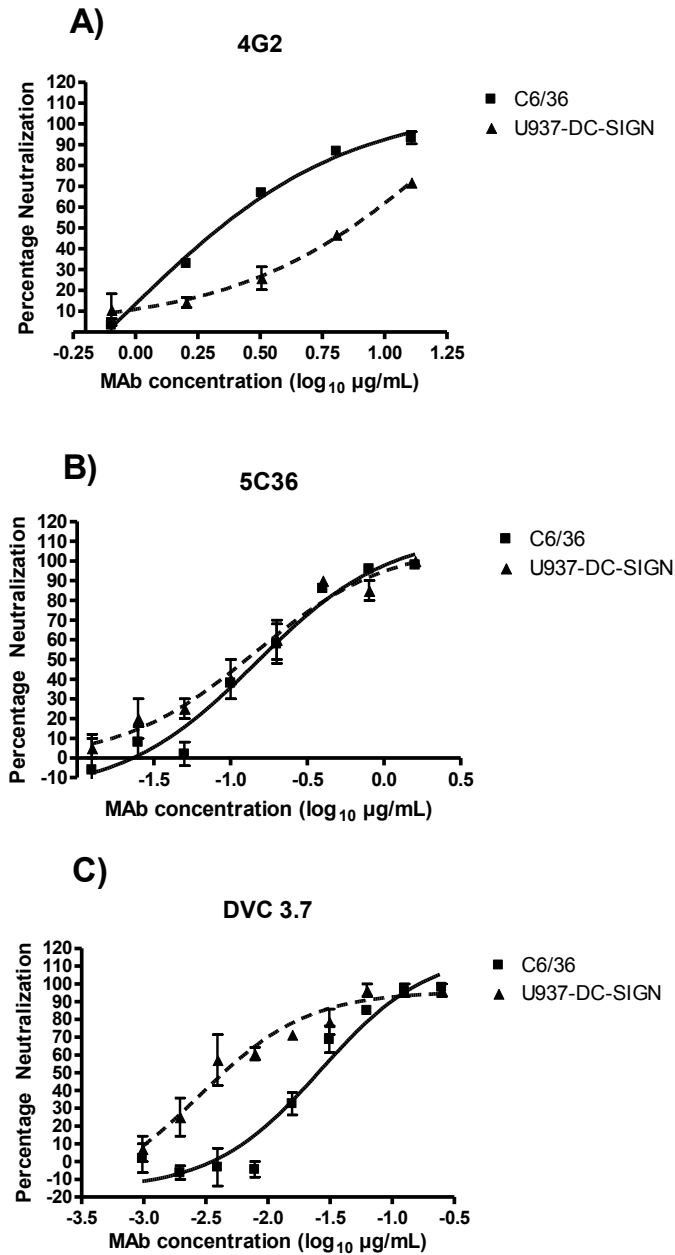 A)
4G2
120
110
100
90
80
70
60
50
40
30
20
10
-0.25 0.00 0.25 0.50 0.75 1.00 1.25
Percentage Neutralization
MAb concentration (log10 µg/mL)
C6/36
U937-DC-SIGN
B)
5C36
120
110
100
90
80
70
60
50
40
30
20
10
0
-10
-1.5 -1.0 -0.5 0.0 0.5
Percentage Neutralization
MAb concentration (log10 µg/mL)
C6/36
U937-DC-SIGN
C)
DVC 3.7
120
110
100
90
80
70
60
50
40
30
20
10
0
-10
-20
-3.5 -3.0 -2.5 -2.0 -1.5 -1.0 -0.5
Percentage Neutralization
MAb concentration (log10 µg/mL)
C6/36
U937-DC-SIGN